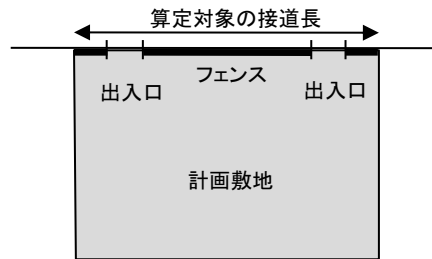 算定対象の接道長
フェンス
出入口
出入口
計画敷地